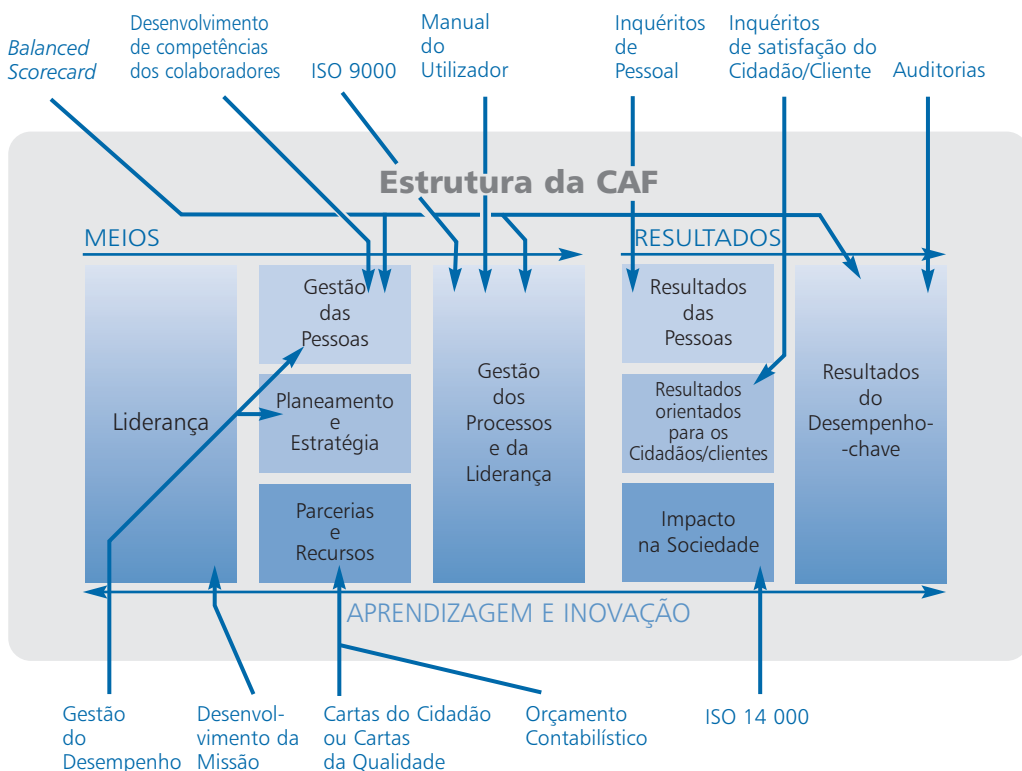 Balanced
Scorecard
Desenvolvimento
de competências
dos colaboradores
ISO 9000
Manual
do
Utilizador
Inquéritos
de
Pessoal
Inquéritos
de satisfação do
Cidadão/Cliente
Auditorias
Estrutura da CAF
MEIOS
RESULTADOS
Liderança
Gestão
das
Pessoas
Planeamento
e
Estratégia
Parcerias
e
Recursos
Gestão
dos
Processos
e da
Liderança
Resultados
das
Pessoas
Resultados
orientados
para os
Cidadãos/clientes
Impacto
na Sociedade
Resultados
do
Desempenho-
-chave
APRENDIZAGEM E INOVAÇÃO
Gestão
do
Desempenho
Desenvol-
vimento da
Missão
Cartas do Cidadão
ou Cartas
da Qualidade
Orçamento
Contabilístico
ISO 14 000